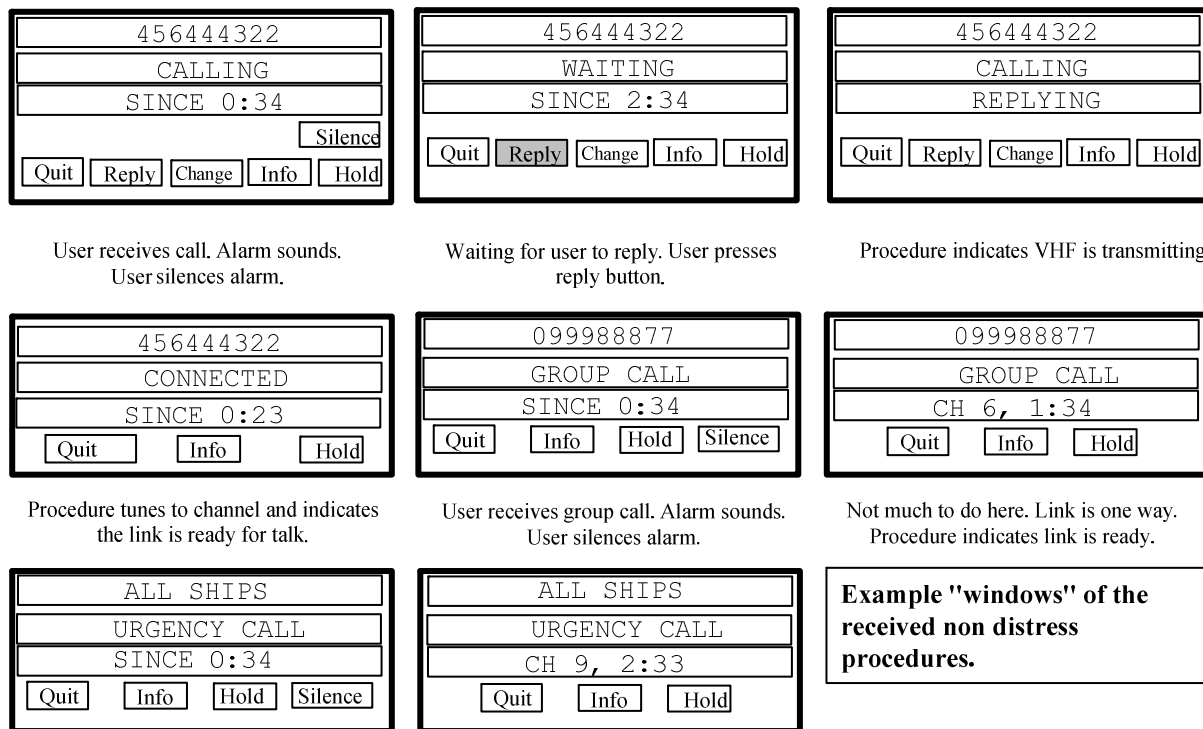 456444322
CALLING
SINCE 0:34
Silence
Quit Reply Change Info Hold
User receives call. Alarm sounds.
User silences alarm.
456444322
WAITING
SINCE 2:34
Quit Reply Change Info Hold
Waiting for user to reply. User presses
reply button.
456444322
CALLING
REPLYING
Quit Reply Change Info Hold
Procedure indicates VHF is transmitting
456444322
CONNECTED
SINCE 0:23
Quit Info Hold
Procedure tunes to channel and indicates
the link is ready for talk.
099988877
GROUP CALL
SINCE 0:34
Quit Info Hold Silence
User receives group call. Alarm sounds.
User silences alarm.
099988877
GROUP CALL
CH 6, 1:34
Quit Info Hold
Not much to do here. Link is one way.
Procedure indicates link is ready.
ALL SHIPS
URGENCY CALL
SINCE 0:34
Quit Info Hold Silence
ALL SHIPS
URGENCY CALL
CH 9, 2:33
Quit Info Hold
Example "windows" of the
received non distress
procedures.